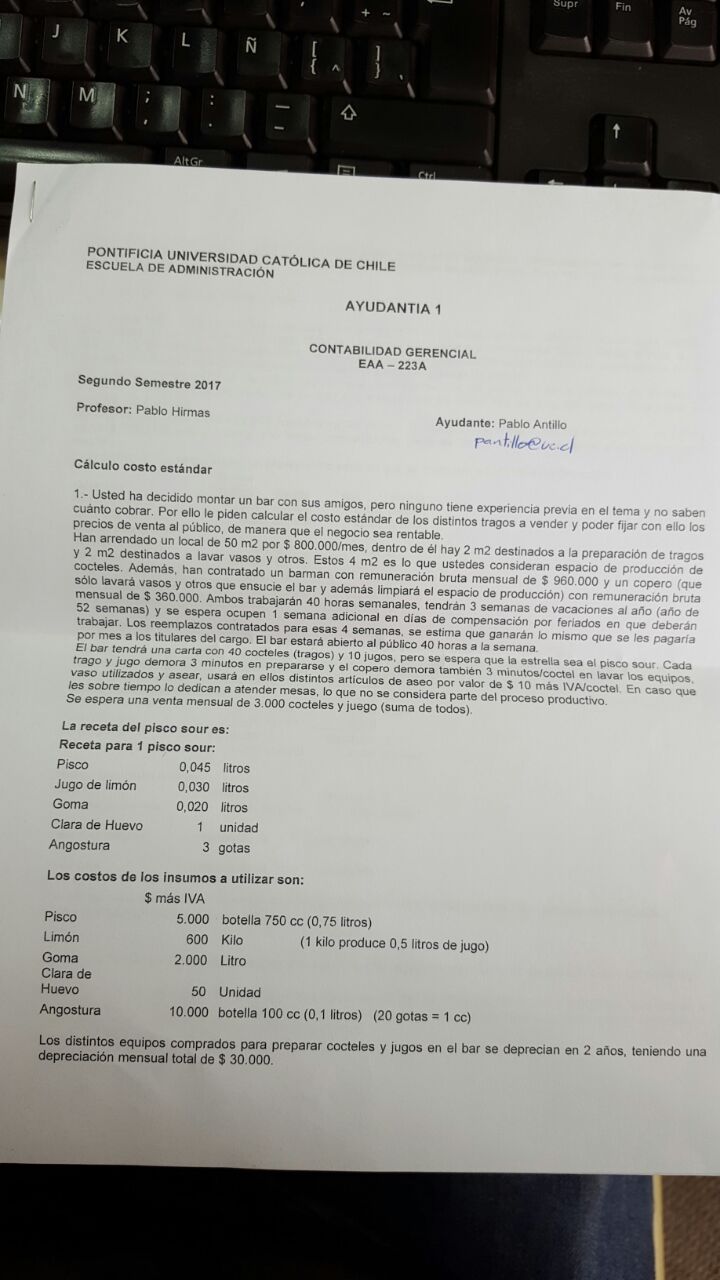 Supr
Fin
Av
Pág
J
K
L
Ñ
[
{ ^
]
}
N
M
;
,
:
.
AltGr
Ctrl
PONTIFICIA UNIVERSIDAD CATÓLICA DE CHILE
ESCUELA DE ADMINISTRACIÓN
AYUDANTIA 1
CONTABILIDAD GERENCIAL
EAA – 223A
Segundo Semestre 2017
Profesor: Pablo Hirmas
Ayudante: Pablo Antillo
pantillo@uc.cl
Cálculo costo estándar
1.- Usted ha decidido montar un bar con sus amigos, pero ninguno tiene experiencia previa en el tema y no saben
cuánto cobrar. Por ello le piden calcular el costo estándar de los distintos tragos a vender y poder fijar con ello los
precios de venta al público, de manera que el negocio sea rentable.
Han arrendado un local de 50 m2 por $ 800.000/mes, dentro de él hay 2 m2 destinados a la preparación de tragos
y 2 m2 destinados a lavar vasos y otros. Estos 4 m2 es lo que ustedes consideran espacio de producción de
cocteles. Además, han contratado un barman con remuneración bruta mensual de $ 960.000 y un copero (que
sólo lavará vasos y otros que ensucie el bar y además limpiará el espacio de producción) con remuneración bruta
mensual de $ 360.000. Ambos trabajarán 40 horas semanales, tendrán 3 semanas de vacaciones al año (año de
52 semanas) y se espera ocupen 1 semana adicional en días de compensación por feriados en que deberán
trabajar. Los reemplazos contratados para esas 4 semanas, se estima que ganarán lo mismo que se les pagaría
por mes a los titulares del cargo. El bar estará abierto al público 40 horas a la semana.
El bar tendrá una carta con 40 cocteles (tragos) y 10 jugos, pero se espera que la estrella sea el pisco sour. Cada
trago y jugo demora 3 minutos en prepararse y el copero demora también 3 minutos/coctel en lavar los equipos,
vaso utilizados y asear, usará en ellos distintos artículos de aseo por valor de $ 10 más IVA/coctel. En caso que
les sobre tiempo lo dedican a atender mesas, lo que no se considera parte del proceso productivo.
Se espera una venta mensual de 3.000 cocteles y juego (suma de todos).
La receta del pisco sour es:
Receta para 1 pisco sour:
Pisco 0,045 litros
Jugo de limón 0,030 litros
Goma 0,020 litros
Clara de Huevo 1 unidad
Angostura 3 gotas
Los costos de los insumos a utilizar son:
$ más IVA
Pisco 5.000 botella 750 cc (0,75 litros)
Limón 600 Kilo (1 kilo produce 0,5 litros de jugo)
Goma 2.000 Litro
Clara de
Huevo 50 Unidad
Angostura 10.000 botella 100 cc (0,1 litros) (20 gotas = 1 cc)
Los distintos equipos comprados para preparar cocteles y jugos en el bar se deprecian en 2 años, teniendo una
depreciación mensual total de $ 30.000.